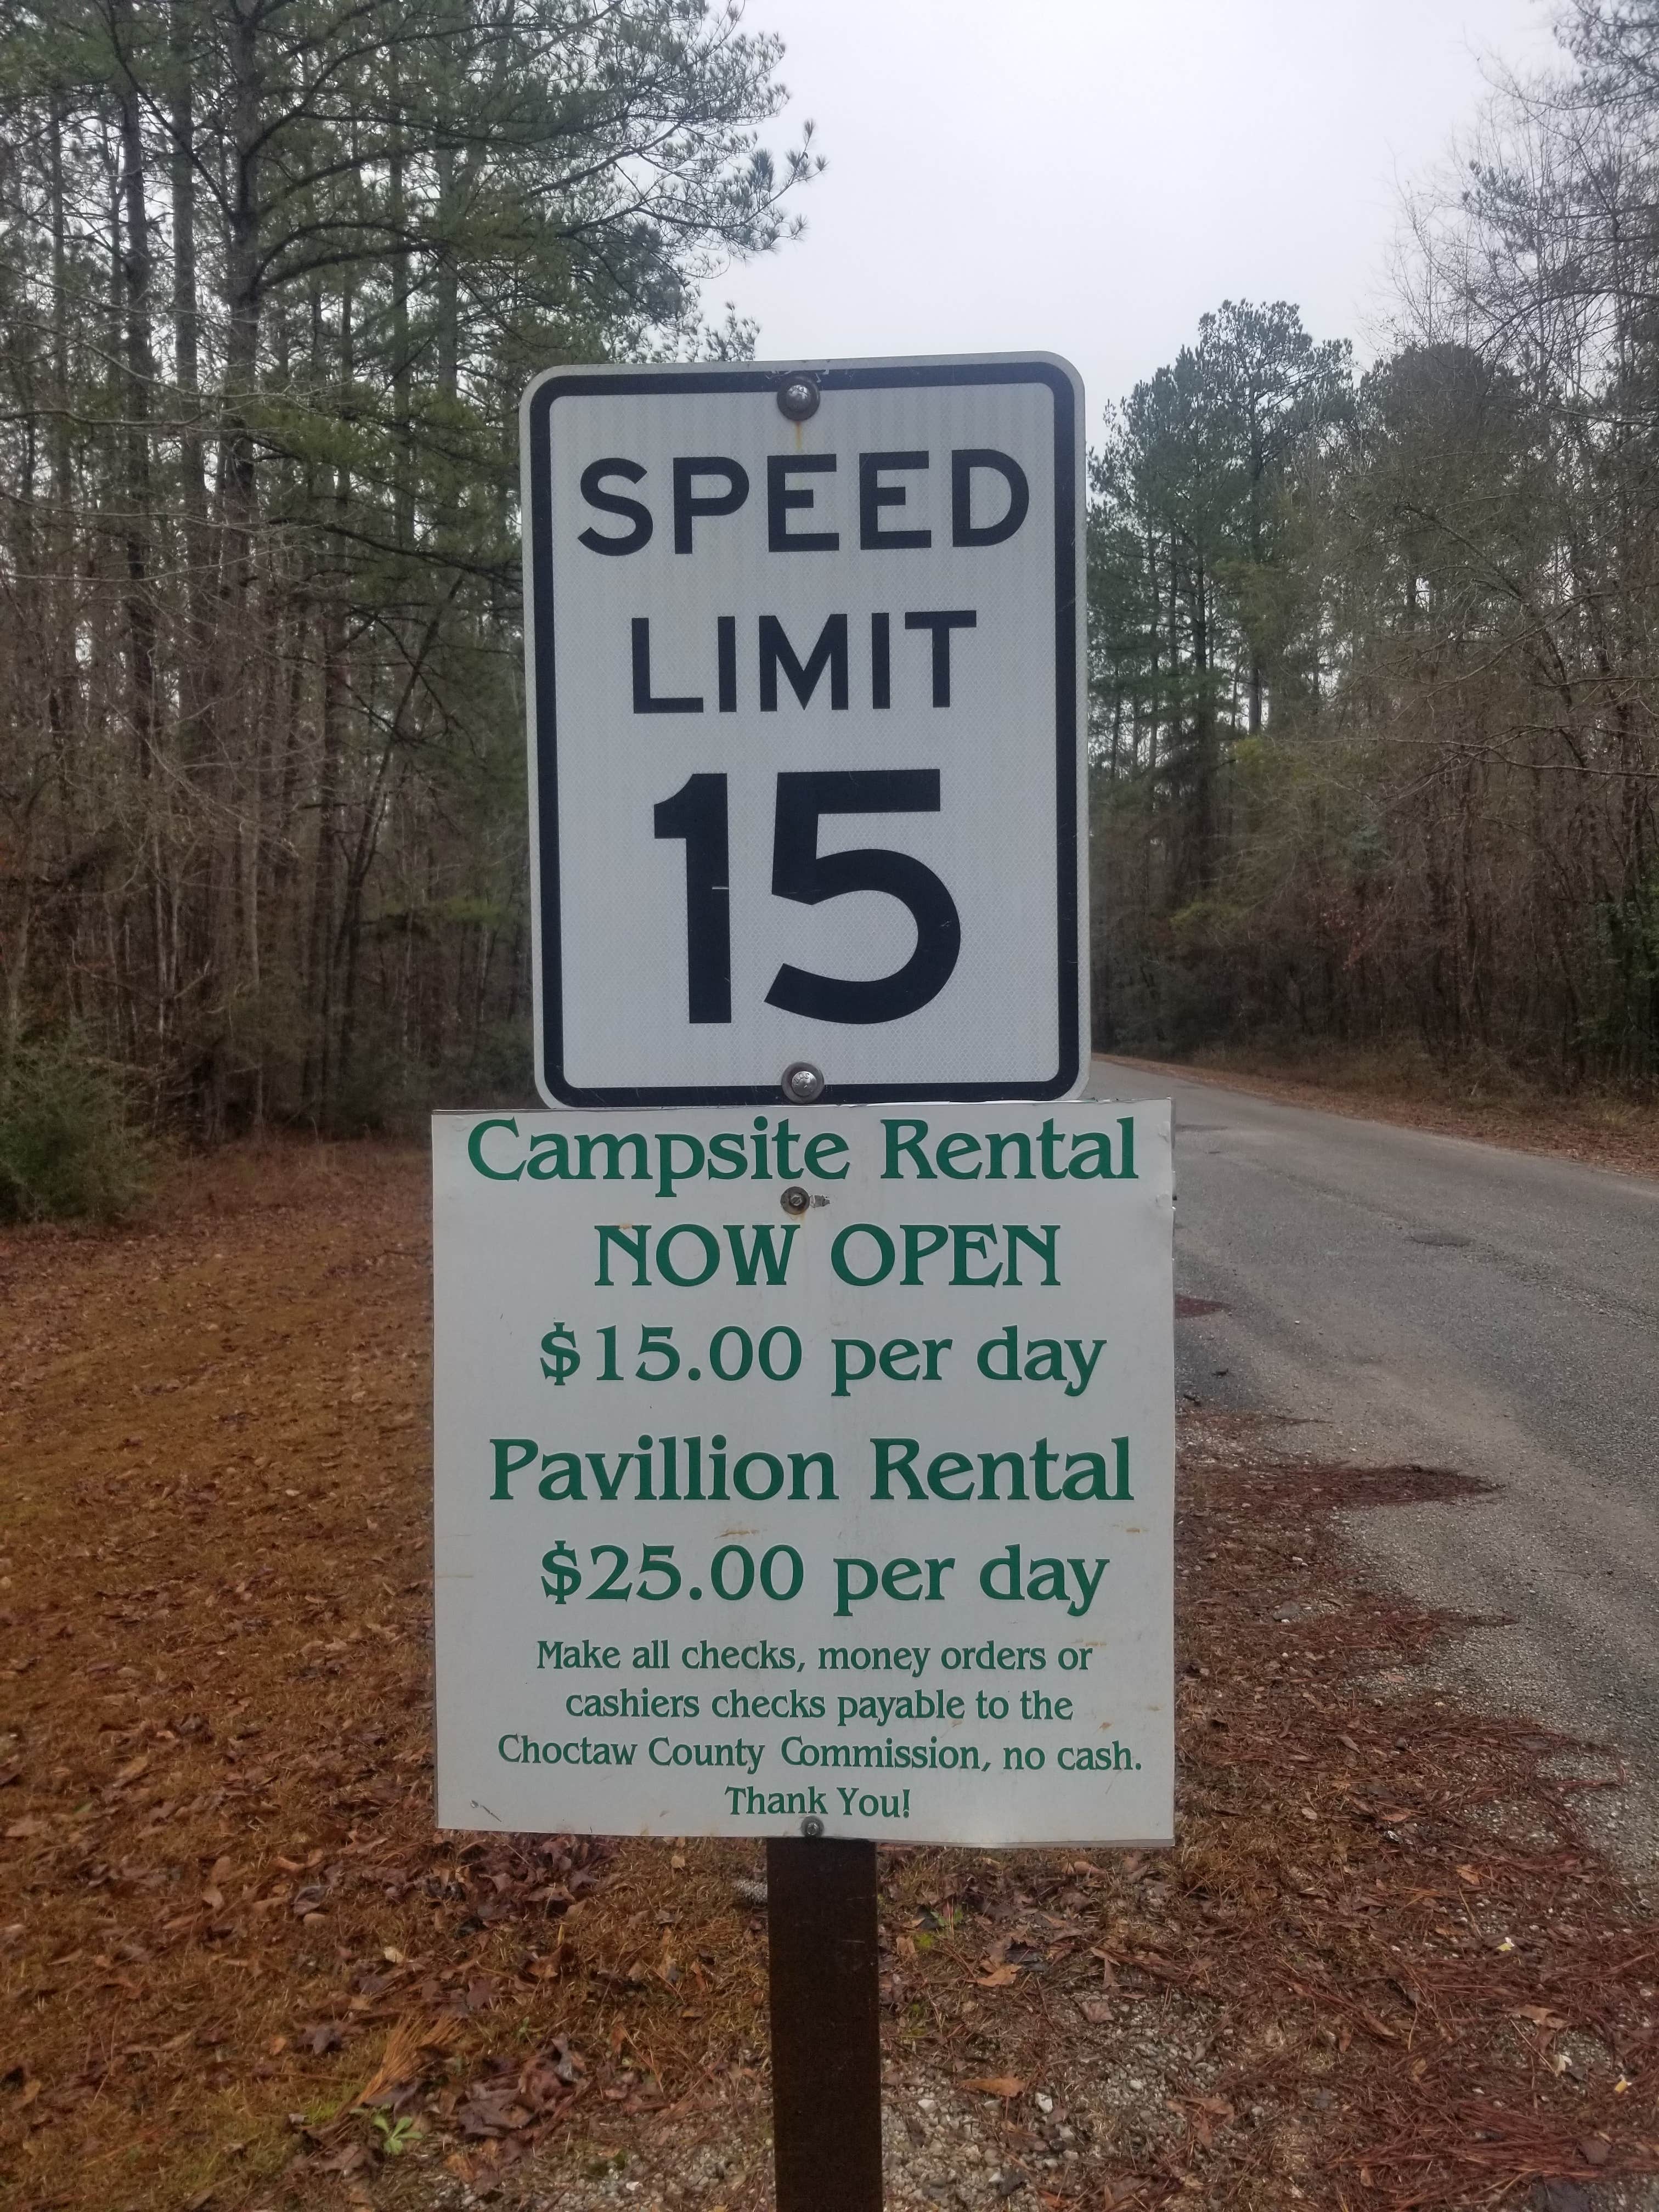 SPEED
LIMIT
15
Campsite Rental
NOW OPEN
$15.00 per day
Pavillion Rental
$25.00 per day
Make all checks, money orders or
cashiers checks payable to the
Choctaw County Commission, no cash.
Thank You!